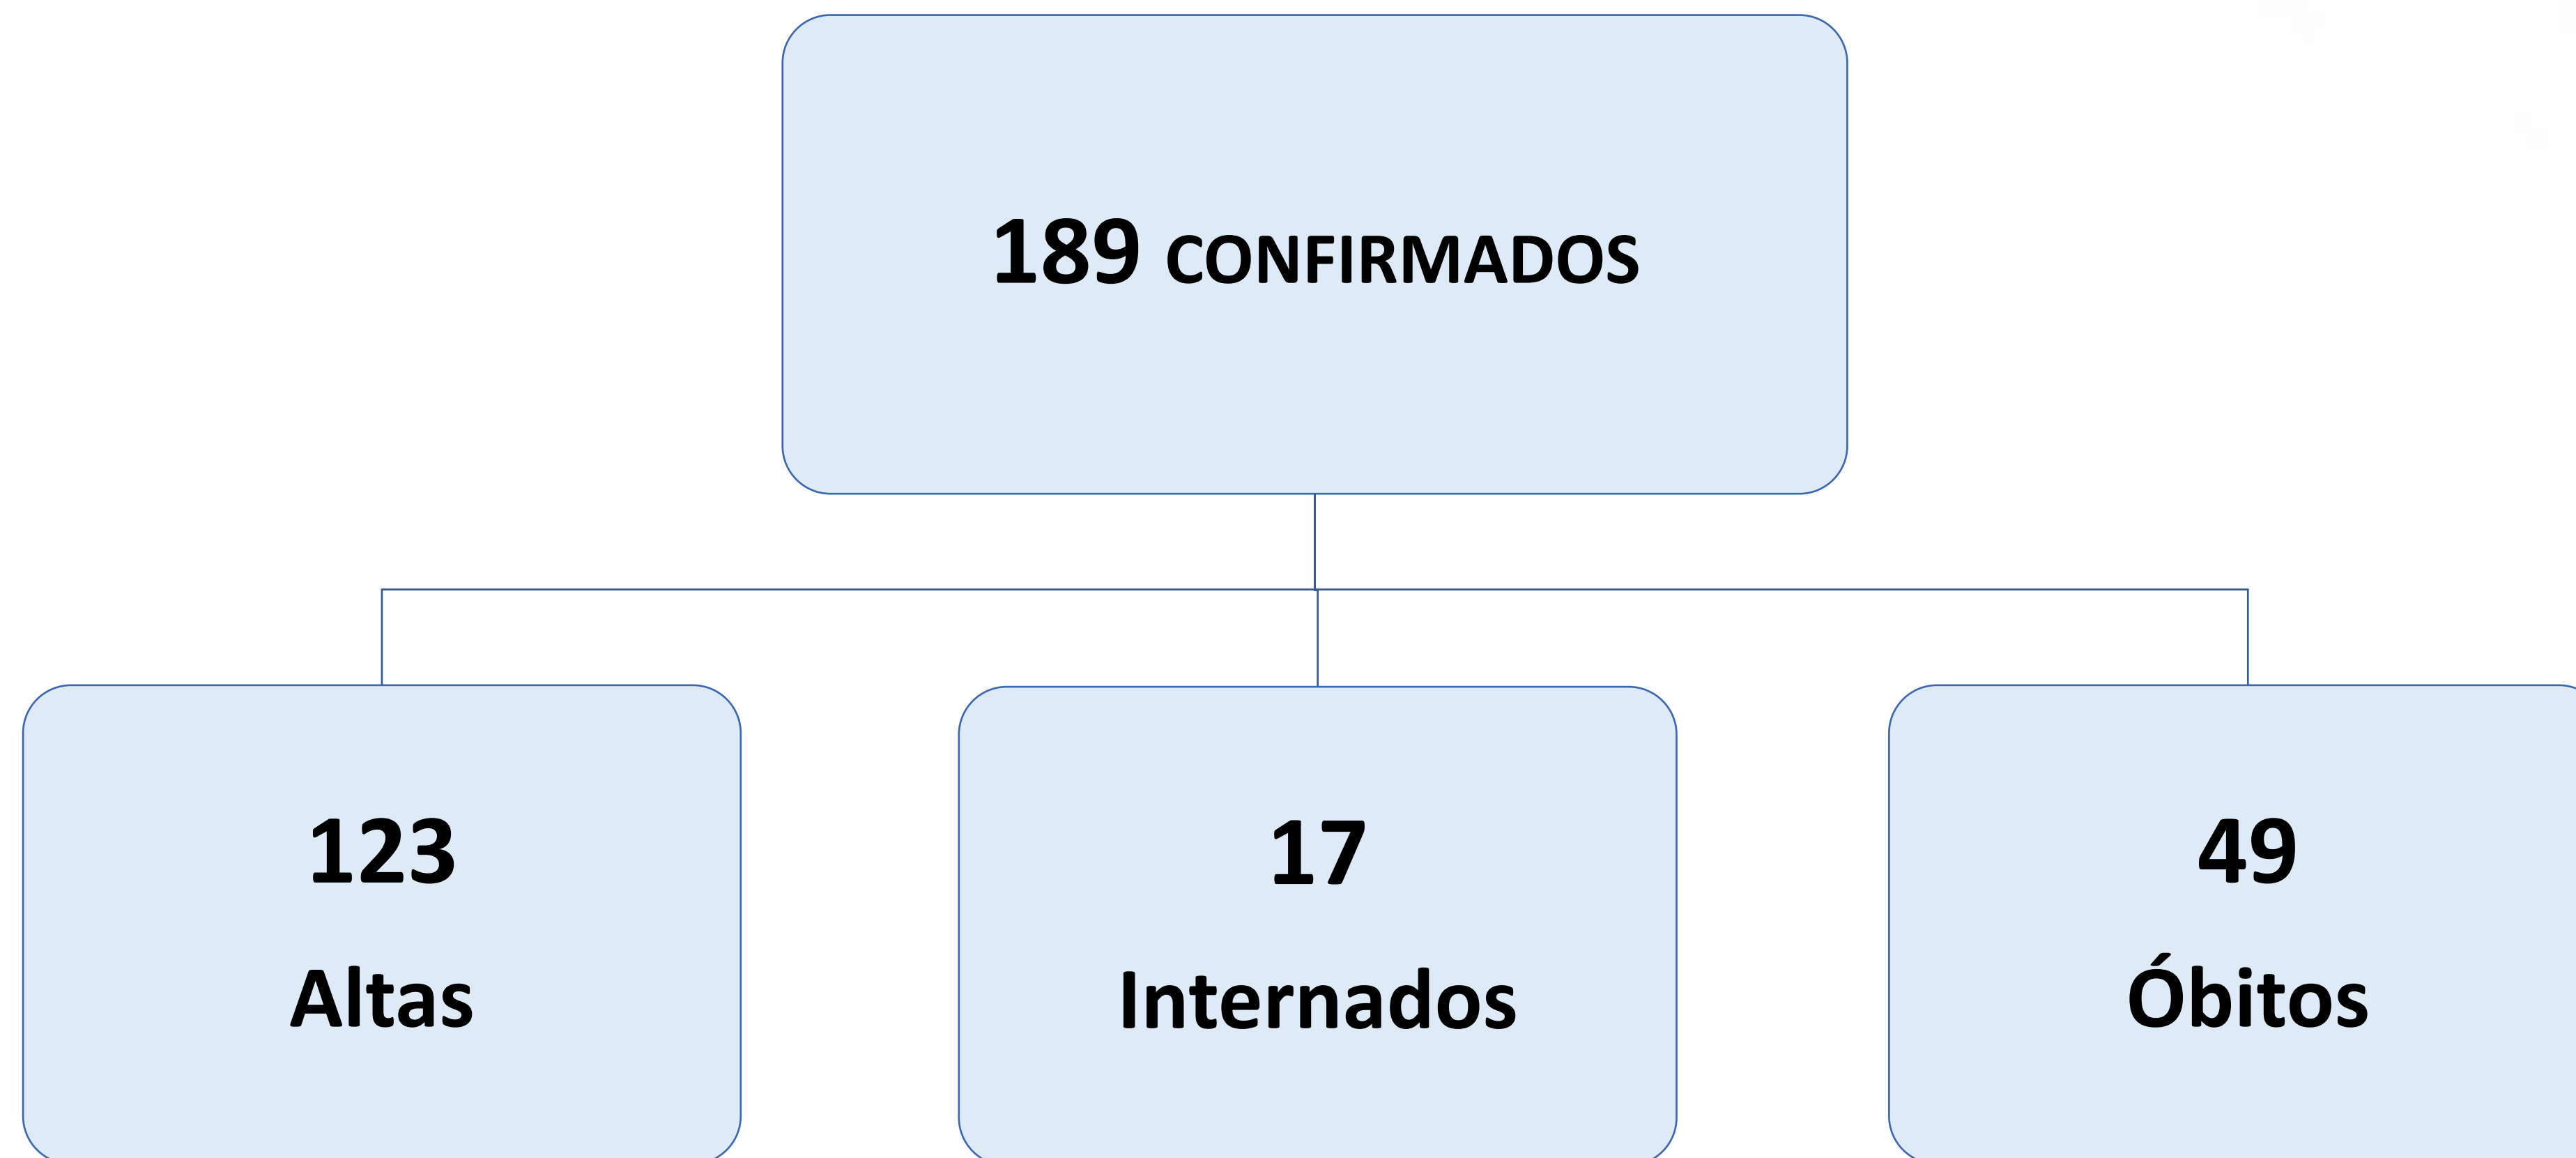 189 CONFIRMADOS
123
Altas
17
Internados
49
Óbitos